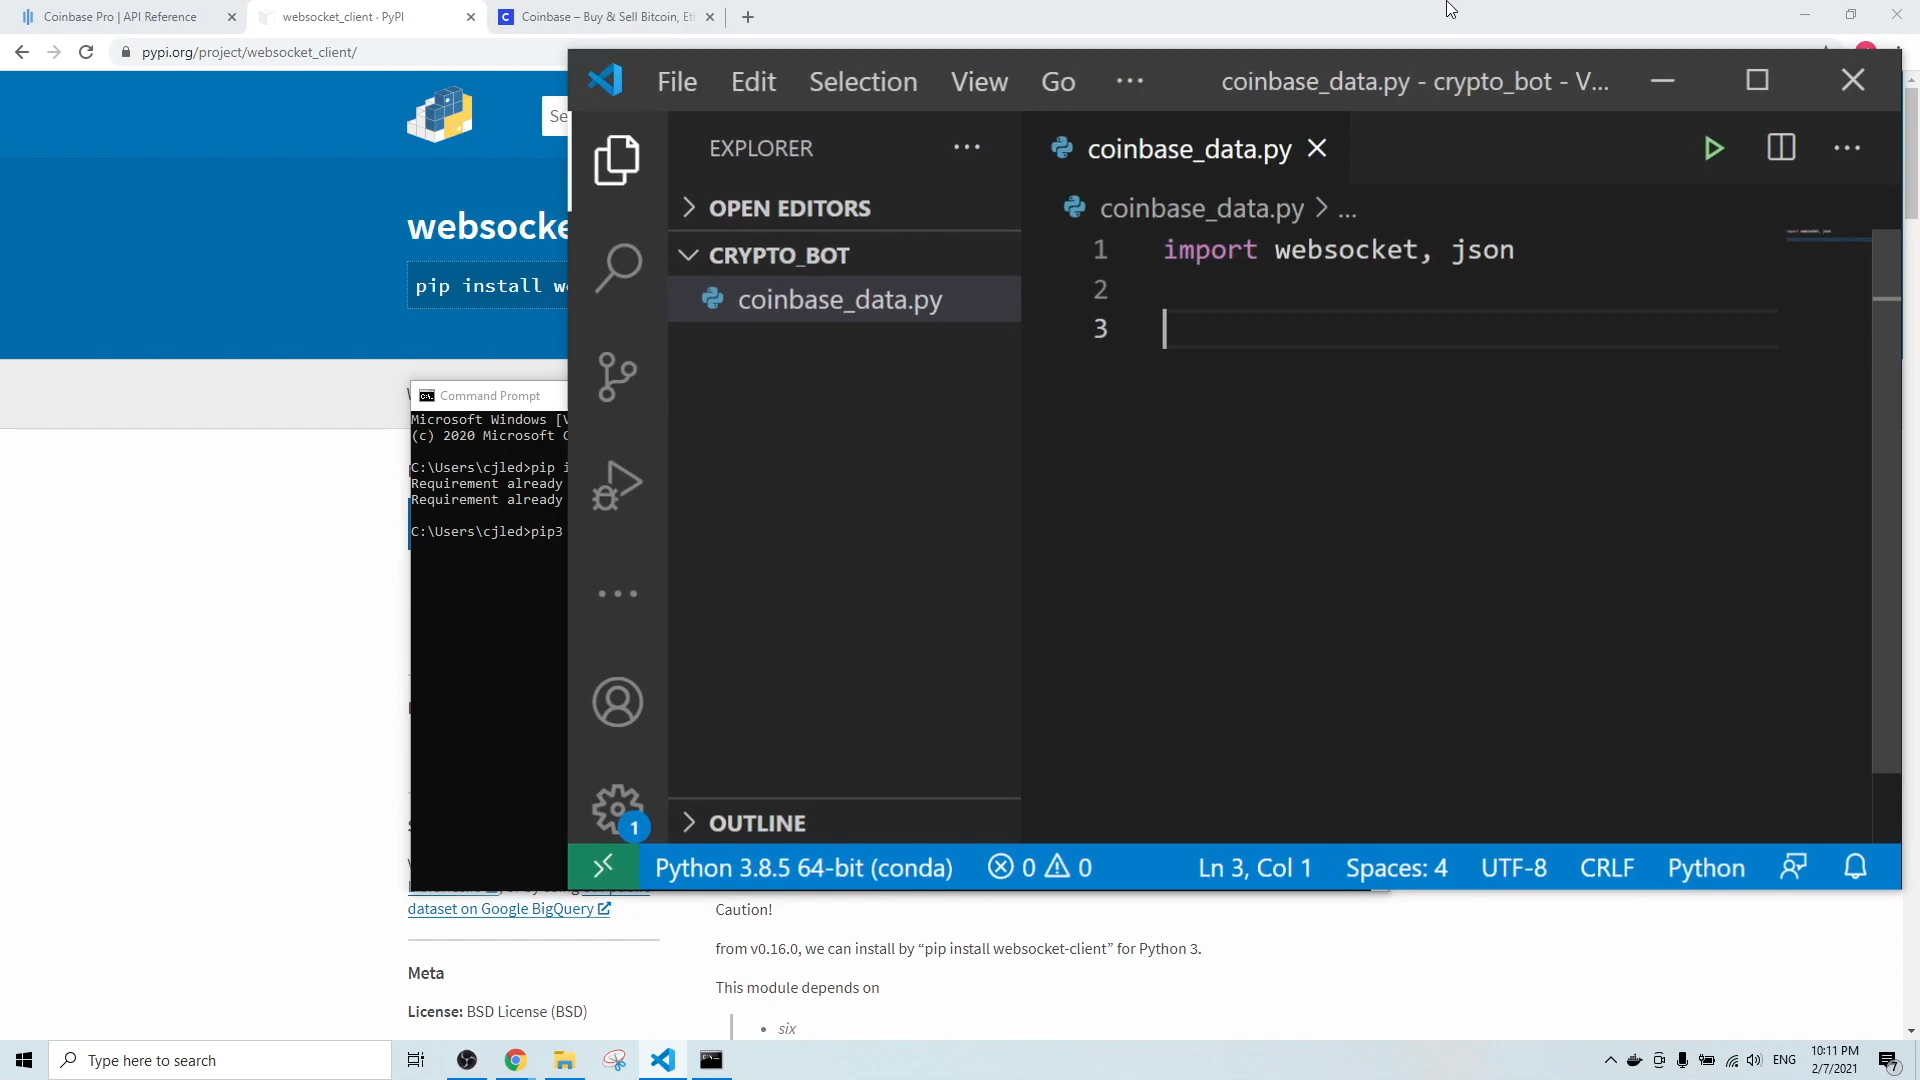 Coinbase Pro | API Reference
websocket_client · PyPI
Coinbase – Buy & Sell Bitcoin, Et
pypi.org/project/websocket_client/
Se
websocke
pip install w
Command Prompt
Microsoft Windows [V
(c) 2020 Microsoft C
C:\Users\cjled>pip i
Requirement already
Requirement already
C:\Users\cjled>pip3
File Edit Selection View Go ···
coinbase_data.py - crypto_bot - V...
EXPLORER
OPEN EDITORS
CRYPTO_BOT
coinbase_data.py
OUTLINE
coinbase_data.py
coinbase_data.py > ...
1 import websocket, json
2
3
1
Python 3.8.5 64-bit (conda) 0 0 Ln 3, Col 1 Spaces: 4 UTF-8 CRLF Python
dataset on Google BigQuery
Meta
License: BSD License (BSD)
Caution!
from v0.16.0, we can install by “pip install websocket-client” for Python 3.
This module depends on
• six
Type here to search
ENG
10:11 PM
2/7/2021
7